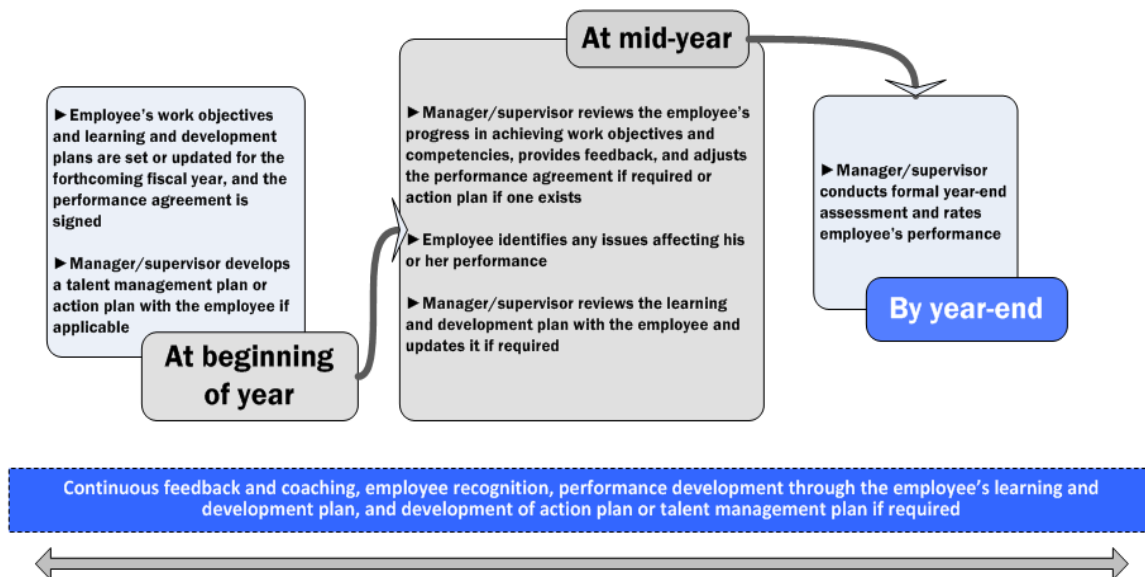 ►Employee's work objectives
and learning and development
plans are set or updated for the
forthcoming fiscal year, and the
performance agreement is
signed
►Manager/supervisor develops
a talent management plan or
action plan with the employee if
applicable
At beginning
of year
At mid-year
►Manager/supervisor reviews the employee's
progress in achieving work objectives and
competencies, provides feedback, and adjusts
the performance agreement if required or
action plan if one exists
►Employee identifies any issues affecting his
or her performance
►Manager/supervisor reviews the learning
and development plan with the employee and
updates it if required
►Manager/supervisor
conducts formal year-end
assessment and rates
employee's performance
By year-end
Continuous feedback and coaching, employee recognition, performance development through the employee's learning and
development plan, and development of action plan or talent management plan if required